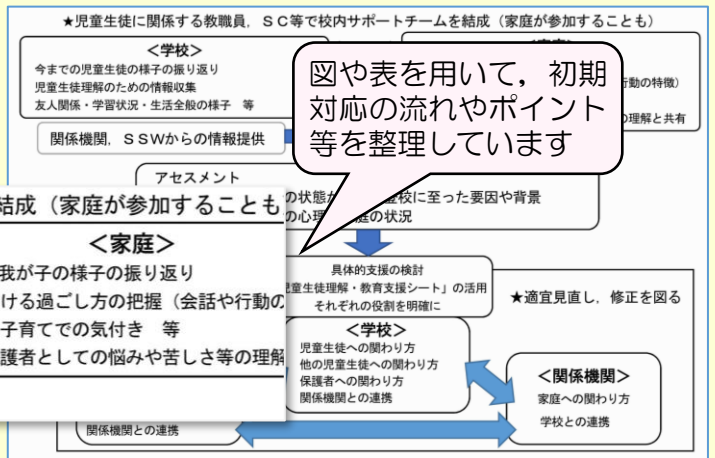 ★児童生徒に関係する教職員，ＳＣ等で校内サポートチームを結成（家庭が参加することも）
＜学校＞
今までの児童生徒の様子の振り返り
児童生徒理解のための情報収集
友人関係・学習状況・生活全般の様子　等
行動の特徴）
の理解と共有
図や表を用いて，初期
対応の流れやポイント
等を整理しています
関係機関，ＳＳＷからの情報提供
アセスメント
の状態が
登校に至った要因や背景
の心理
庭の状況
結成（家庭が参加することも
＜家庭＞
我が子の様子の振り返り
ける過ごし方の把握（会話や行動の
子育てでの気付き　等
護者としての悩みや苦しさ等の理解
具体的支援の検討
童生徒理解・教育支援シート」の活用
それぞれの役割を明確に
★適宜見直し，修正を図る
＜学校＞
児童生徒への関わり方
他の児童生徒への関わり方
保護者への関わり方
関係機関との連携
＜関係機関＞
家庭への関わり方
学校との連携
関係機関との連携